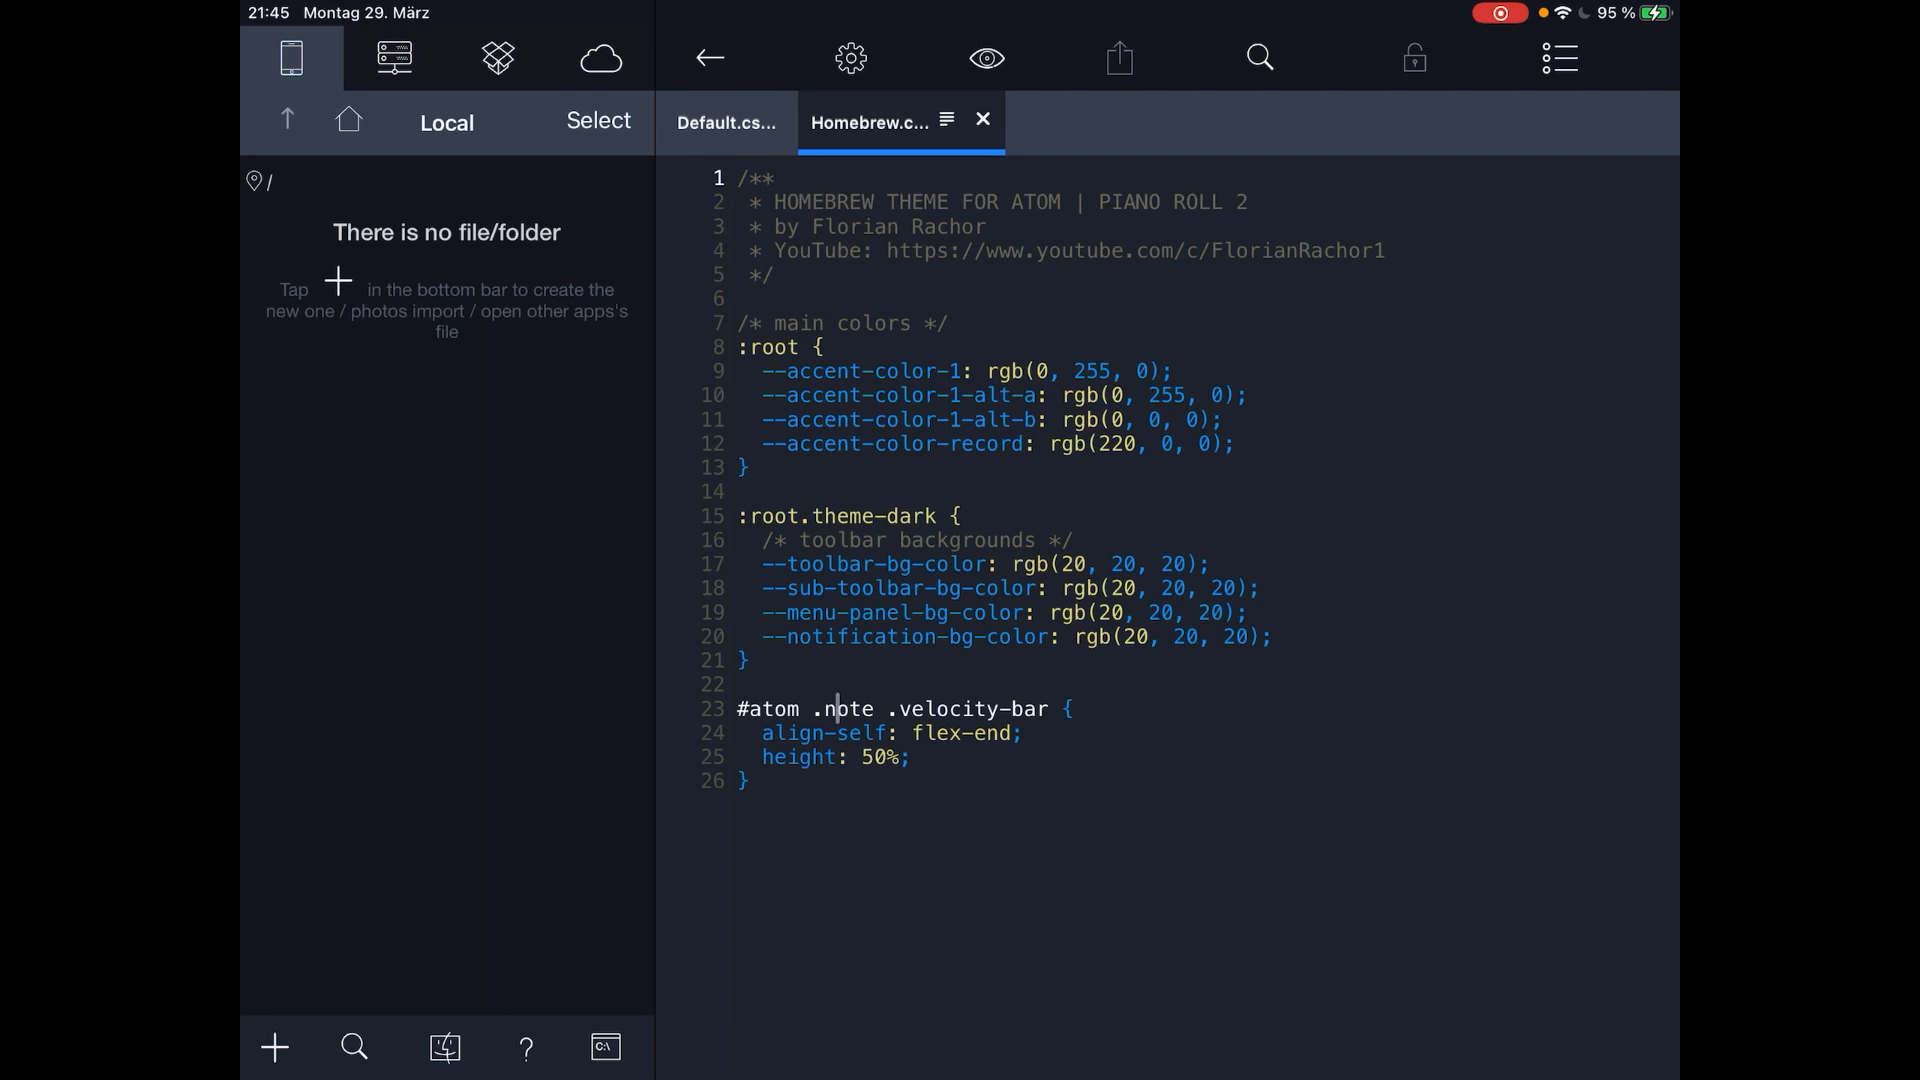 21:45 Montag 29. März
95 %
Local
Select
/
There is no file/folder
Tap + in the bottom bar to create the
new one / photos import / open other apps's
file
?
C:\
Default.cs...
Homebrew.c...
1 /**
2  * HOMEBREW THEME FOR ATOM | PIANO ROLL 2
3  * by Florian Rachor
4  * YouTube: https://www.youtube.com/c/FlorianRachor1
5  */
6
7 /* main colors */
8 :root {
9   --accent-color-1: rgb(0, 255, 0);
10   --accent-color-1-alt-a: rgb(0, 255, 0);
11   --accent-color-1-alt-b: rgb(0, 0, 0);
12   --accent-color-record: rgb(220, 0, 0);
13 }
14
15 :root.theme-dark {
16   /* toolbar backgrounds */
17   --toolbar-bg-color: rgb(20, 20, 20);
18   --sub-toolbar-bg-color: rgb(20, 20, 20);
19   --menu-panel-bg-color: rgb(20, 20, 20);
20   --notification-bg-color: rgb(20, 20, 20);
21 }
22
23 #atom .note .velocity-bar {
24   align-self: flex-end;
25   height: 50%;
26 }